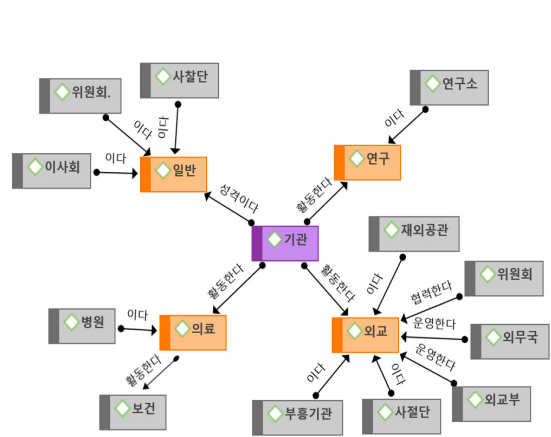 사찰단
위원회.
연구소
이다
이다
이다
이사회
이다
일반
연구
성격이다
활동한다
재외공관
기관
위원회
활동한다
활동한다
이다
협력한다
병원
이다
의료
외교
운영한다
외무국
활동한다
이다
이다
운영한다
보건
부흥기관
사절단
외교부